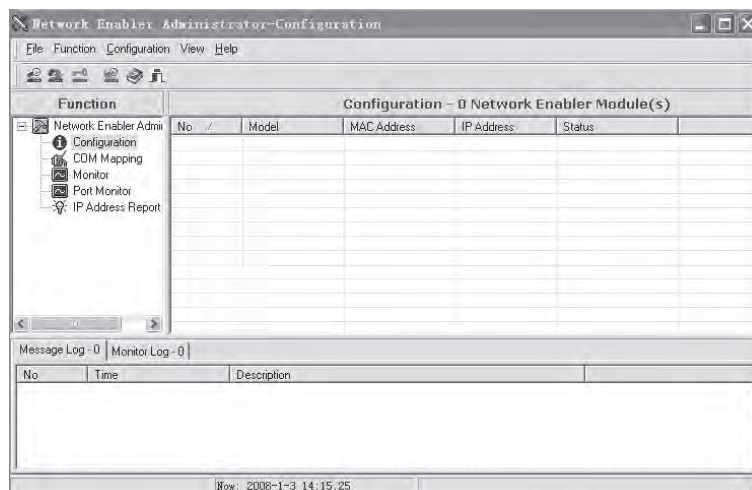 Network Enabler Administrator-Configuration
File Function Configuration View Help
Function
Configuration - 0 Network Enabler Module(s)
Network Enabler Admi
Configuration
COM Mapping
Monitor
Port Monitor
IP Address Report
No Model MAC Address IP Address Status
Message Log - 0 Monitor Log - 0
No Time Description
Now: 2008-1-3 14:15.25